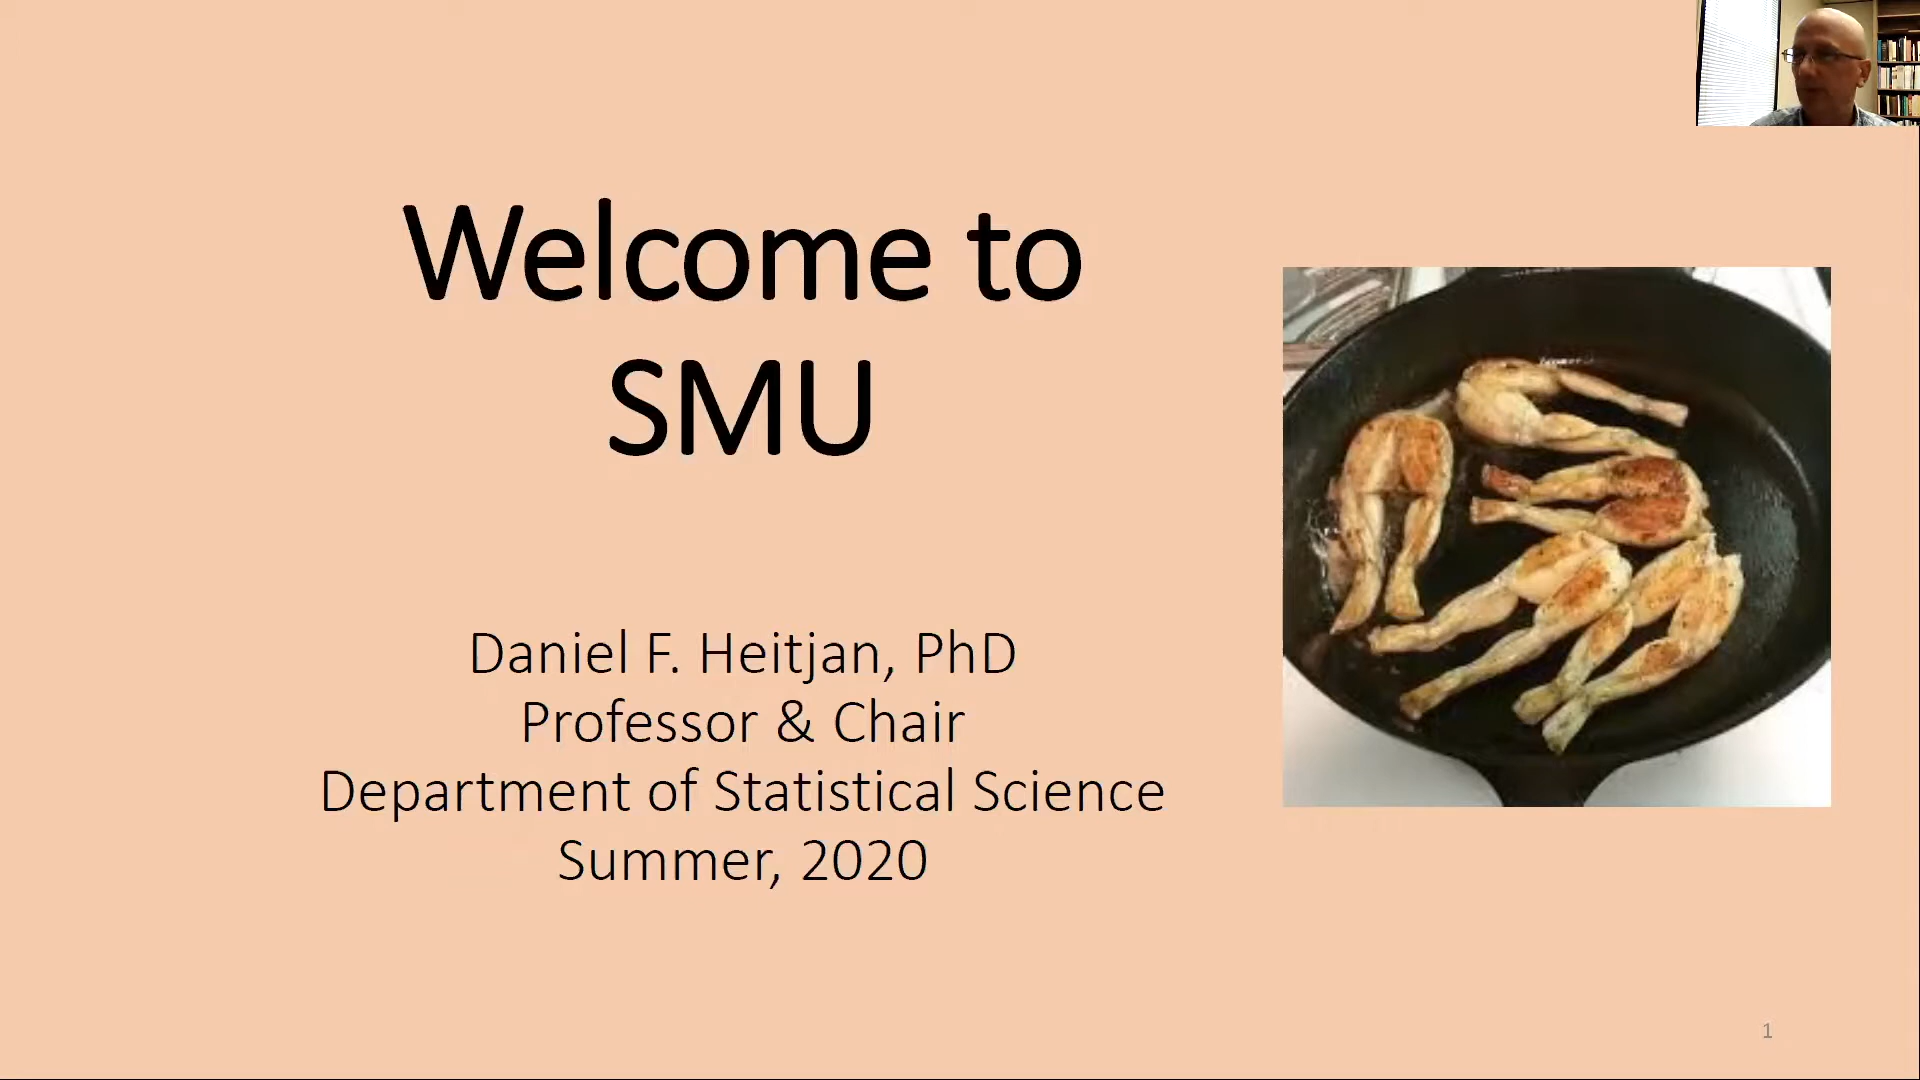 Welcome to
SMU
Daniel F. Heitjan, PhD
Professor & Chair
Department of Statistical Science
Summer, 2020
1